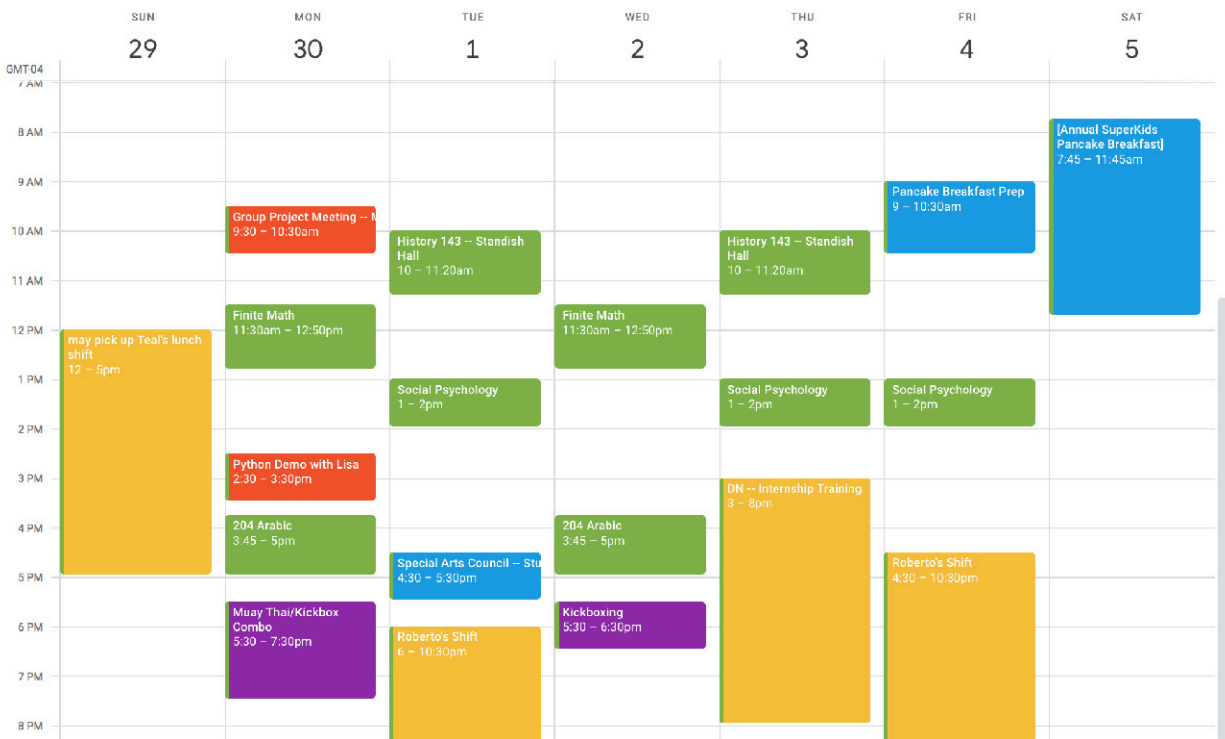 SUN MON TUE WED THU FRI SAT
29 30 1 2 3 4 5
GMT-04
7 AM
8 AM
9 AM
10 AM
11 AM
12 PM
1 PM
2 PM
3 PM
4 PM
5 PM
6 PM
7 PM
8 PM
may pick up Teal's lunch
shift
12 – 5pm
Group Project Meeting --
9:30 – 10:30am
Finite Math
11:30am – 12:50pm
Python Demo with Lisa
2:30 – 3:30pm
204 Arabic
3:45 – 5pm
Muay Thai/Kickbox
Combo
5:30 – 7:30pm
History 143 -- Standish
Hall
10 – 11:20am
Social Psychology
1 – 2pm
Special Arts Council -- Stu
4:30 – 5:30pm
Roberto's Shift
6 – 10:30pm
Finite Math
11:30am – 12:50pm
204 Arabic
3:45 – 5pm
Kickboxing
5:30 – 6:30pm
History 143 -- Standish
Hall
10 – 11:20am
Social Psychology
1 – 2pm
DN -- Internship Training
3 – 8pm
Pancake Breakfast Prep
9 – 10:30am
Social Psychology
1 – 2pm
Roberto's Shift
4:30 – 10:30pm
[Annual SuperKids
Pancake Breakfast]
7:45 – 11:45am